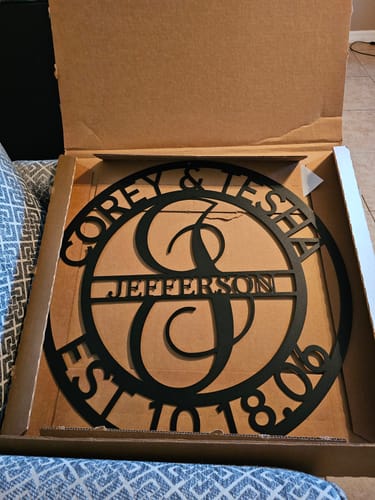 COREY & TESHA
J
JEFFERSON
EST. 10.18.06